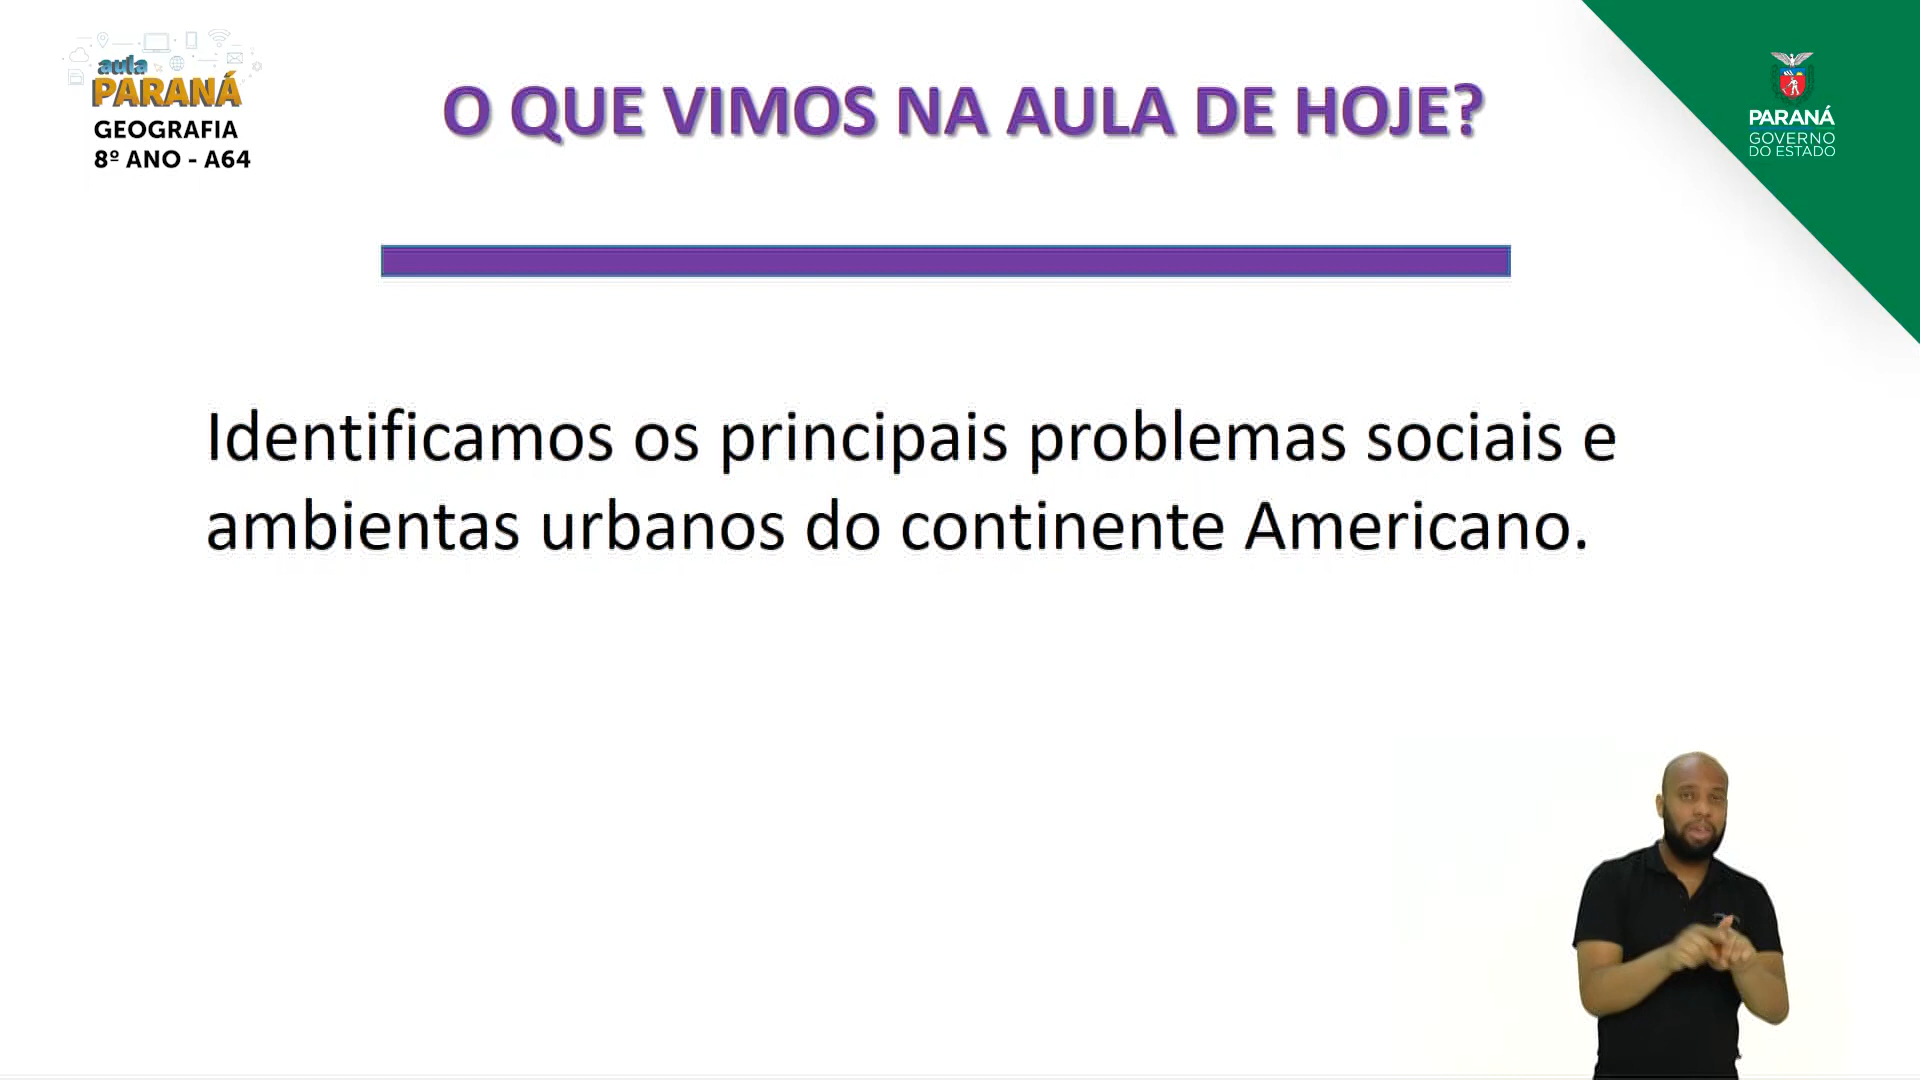 aula
PARANÁ
GEOGRAFIA
8º ANO - A64
O QUE VIMOS NA AULA DE HOJE?
PARANÁ
GOVERNO
DO ESTADO
Identificamos os principais problemas sociais e
ambientas urbanos do continente Americano.